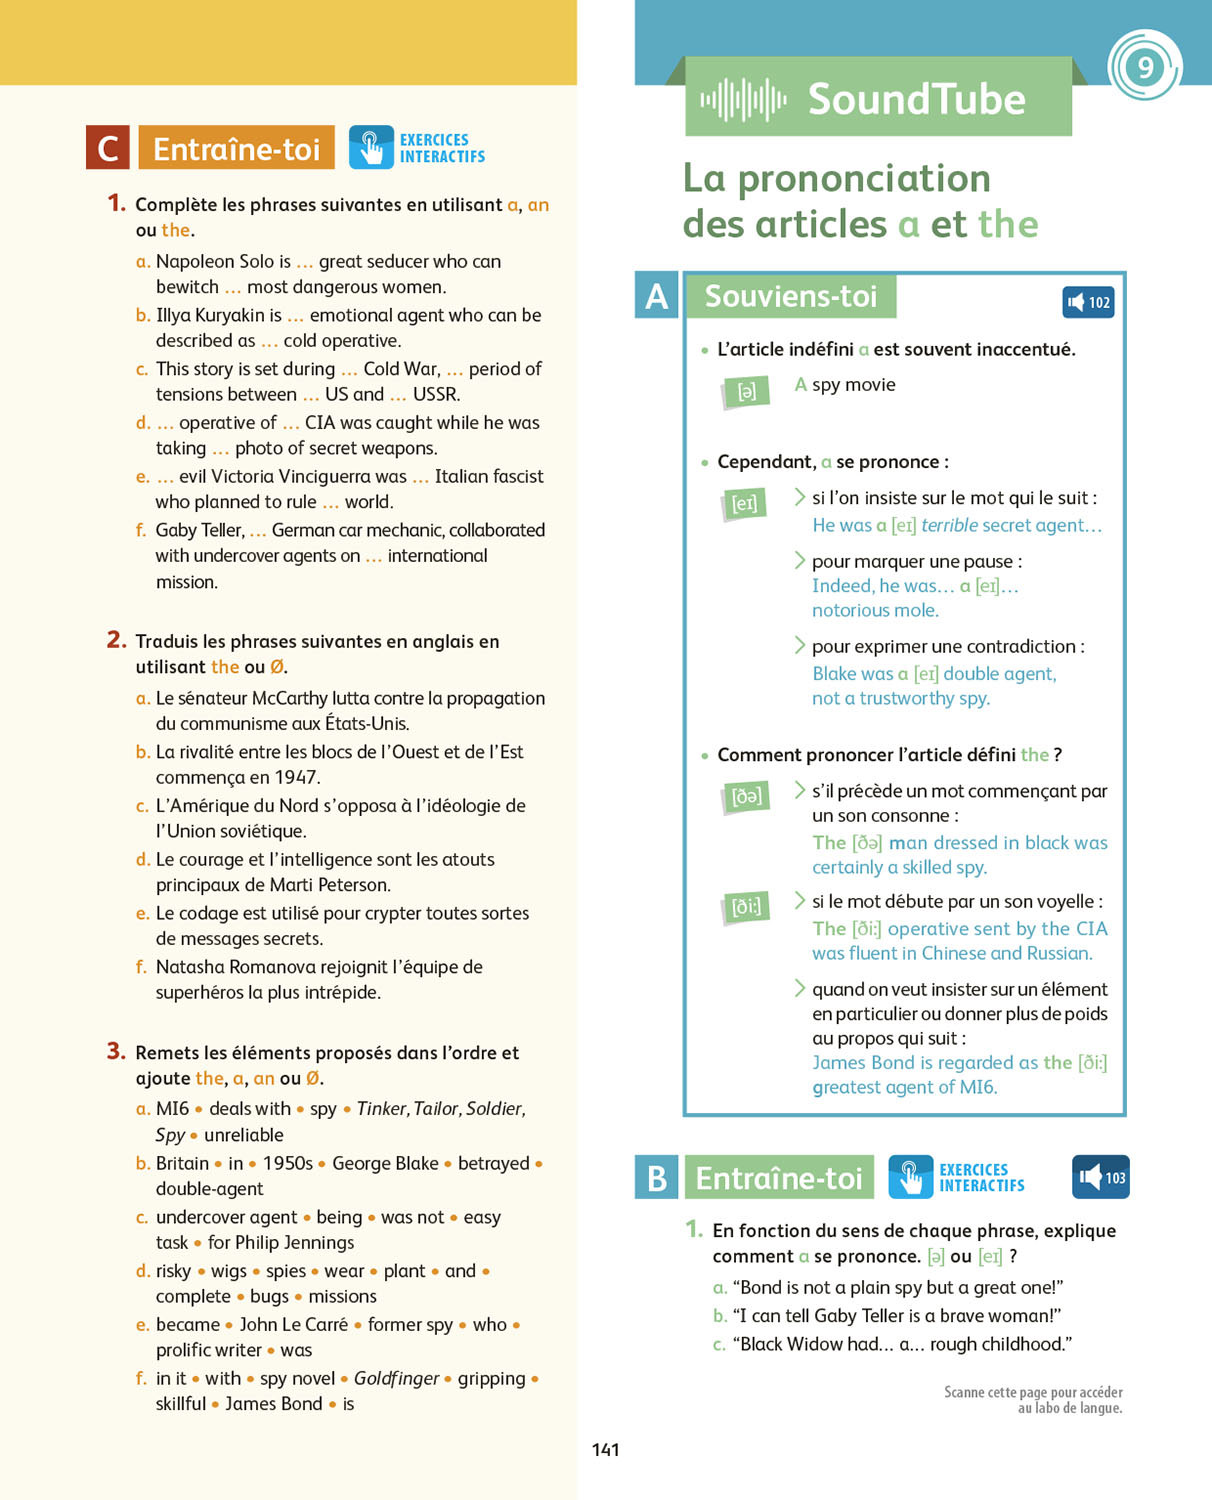 C Entraîne-toi EXERCICES
INTERACTIFS
1. Complète les phrases suivantes en utilisant a, an
ou the.
a. Napoleon Solo is ... great seducer who can
bewitch ... most dangerous women.
b. Illya Kuryakin is ... emotional agent who can be
described as ... cold operative.
c. This story is set during ... Cold War, ... period of
tensions between ... US and ... USSR.
d. ... operative of ... CIA was caught while he was
taking ... photo of secret weapons.
e. ... evil Victoria Vinciguerra was ... Italian fascist
who planned to rule ... world.
f. Gaby Teller, ... German car mechanic, collaborated
with undercover agents on ... international
mission.
2. Traduis les phrases suivantes en anglais en
utilisant the ou Ø.
a. Le sénateur McCarthy lutta contre la propagation
du communisme aux États-Unis.
b. La rivalité entre les blocs de l'Ouest et de l'Est
commença en 1947.
c. L'Amérique du Nord s'opposa à l'idéologie de
l'Union soviétique.
d. Le courage et l'intelligence sont les atouts
principaux de Marti Peterson.
e. Le codage est utilisé pour crypter toutes sortes
de messages secrets.
f. Natasha Romanova rejoignit l'équipe de
superhéros la plus intrépide.
3. Remets les éléments proposés dans l'ordre et
ajoute the, a, an ou Ø.
a. MI6 • deals with • spy • Tinker, Tailor, Soldier,
Spy • unreliable
b. Britain • in • 1950s • George Blake • betrayed •
double-agent
c. undercover agent • being • was not • easy
task • for Philip Jennings
d. risky • wigs • spies • wear • plant • and •
complete • bugs • missions
e. became • John Le Carré • former spy • who •
prolific writer • was
f. in it • with • spy novel • Goldfinger • gripping •
skillful • James Bond • is
9
SoundTube
La prononciation
des articles a et the
A Souviens-toi 102
• L'article indéfini a est souvent inaccentué.
[ə] A spy movie
• Cependant, a se prononce :
[eɪ] > si l'on insiste sur le mot qui le suit :
He was a [eɪ] terrible secret agent...
> pour marquer une pause :
Indeed, he was... a [eɪ]...
notorious mole.
> pour exprimer une contradiction :
Blake was a [eɪ] double agent,
not a trustworthy spy.
• Comment prononcer l'article défini the ?
[ðə] > s'il précède un mot commençant par
un son consonne :
The [ðə] man dressed in black was
certainly a skilled spy.
[ði:] > si le mot débute par un son voyelle :
The [ði:] operative sent by the CIA
was fluent in Chinese and Russian.
> quand on veut insister sur un élément
en particulier ou donner plus de poids
au propos qui suit :
James Bond is regarded as the [ði:]
greatest agent of MI6.
B Entraîne-toi EXERCICES
INTERACTIFS 103
1. En fonction du sens de chaque phrase, explique
comment a se prononce. [ə] ou [eɪ] ?
a. “Bond is not a plain spy but a great one!”
b. “I can tell Gaby Teller is a brave woman!”
c. “Black Widow had... a... rough childhood.”
Scanne cette page pour accéder
au labo de langue.
141